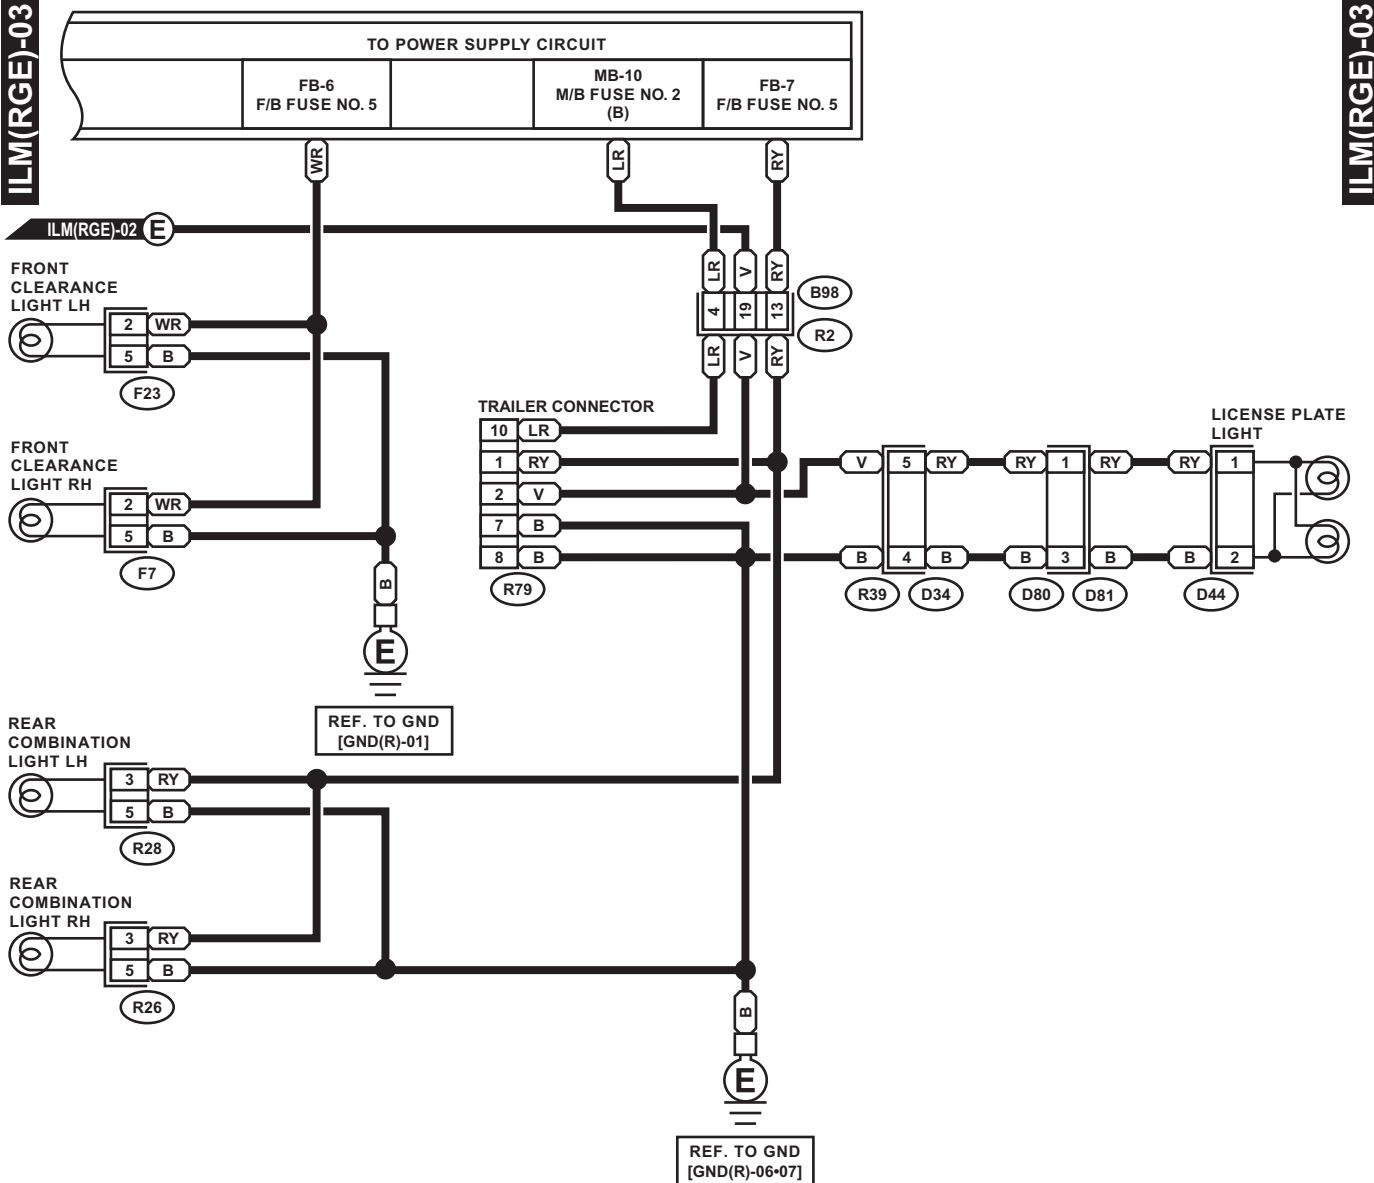 ILM(RGE)-03
ILM(RGE)-03
TO POWER SUPPLY CIRCUIT
FB-6
F/B FUSE NO. 5
MB-10
M/B FUSE NO. 2
(B)
FB-7
F/B FUSE NO. 5
WR
LR
RY
ILM(RGE)-02
E
LR
V
RY
4
19
13
B98
R2
LR
V
RY
FRONT
CLEARANCE
LIGHT LH
2 WR
5 B
F23
FRONT
CLEARANCE
LIGHT RH
2 WR
5 B
F7
B
E
REF. TO GND
[GND(R)-01]
TRAILER CONNECTOR
10 LR
1 RY
2 V
7 B
8 B
R79
LICENSE PLATE
LIGHT
V 5 RY RY 1 RY RY 1
B 4 B B 3 B B 2
R39 D34 D80 D81 D44
REAR
COMBINATION
LIGHT LH
3 RY
5 B
R28
REAR
COMBINATION
LIGHT RH
3 RY
5 B
R26
B
E
REF. TO GND
[GND(R)-06•07]